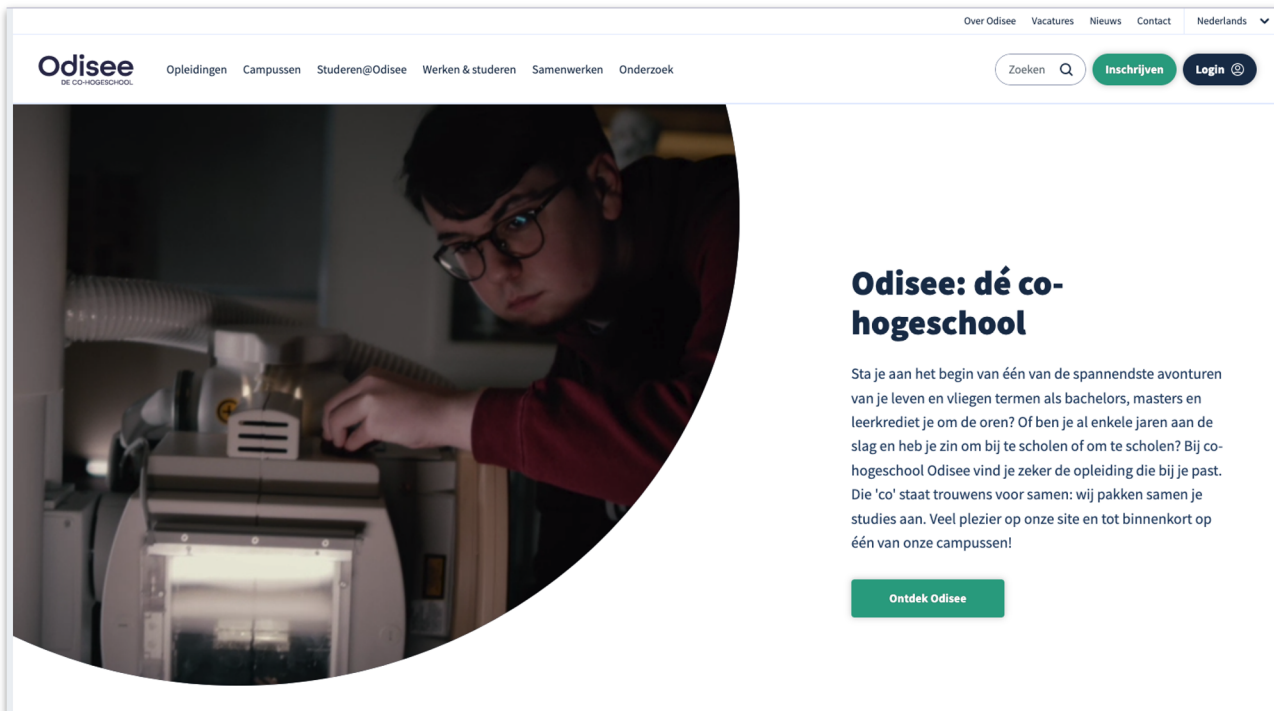 Over Odisee Vacatures Nieuws Contact Nederlands
Odisee
DE CO-HOGESCHOOL
Opleidingen Campussen Studeren@Odisee Werken & studeren Samenwerken Onderzoek
Zoeken
Inschrijven
Login
Odisee: dé co-
hogeschool
Sta je aan het begin van één van de spannendste avonturen
van je leven en vliegen termen als bachelors, masters en
leerkrediet je om de oren? Of ben je al enkele jaren aan de
slag en heb je zin om bij te scholen of om te scholen? Bij co-
hogeschool Odisee vind je zeker de opleiding die bij je past.
Die 'co' staat trouwens voor samen: wij pakken samen je
studies aan. Veel plezier op onze site en tot binnenkort op
één van onze campussen!
Ontdek Odisee